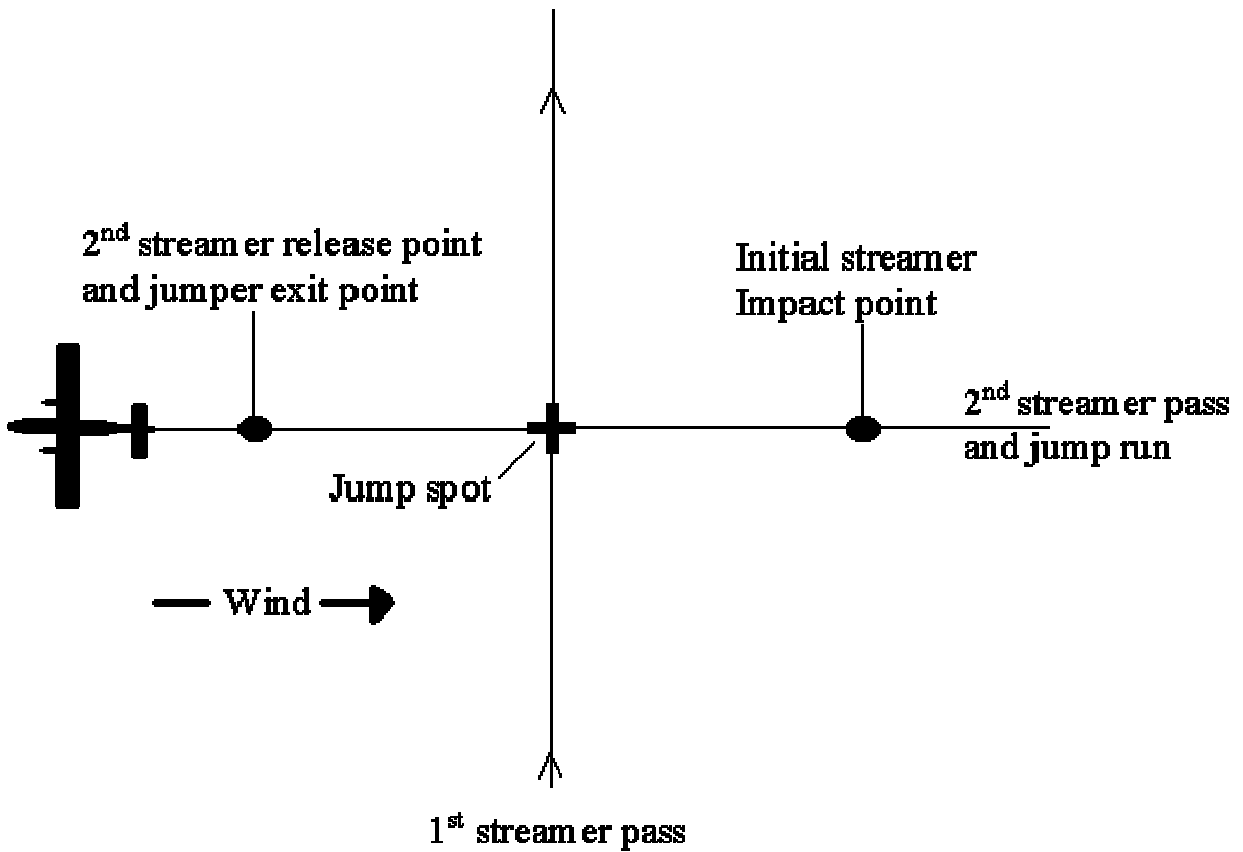 2nd streamer release point
and jumper exit point
Initial streamer
Impact point
2nd streamer pass
and jump run
Jump spot
Wind
1st streamer pass